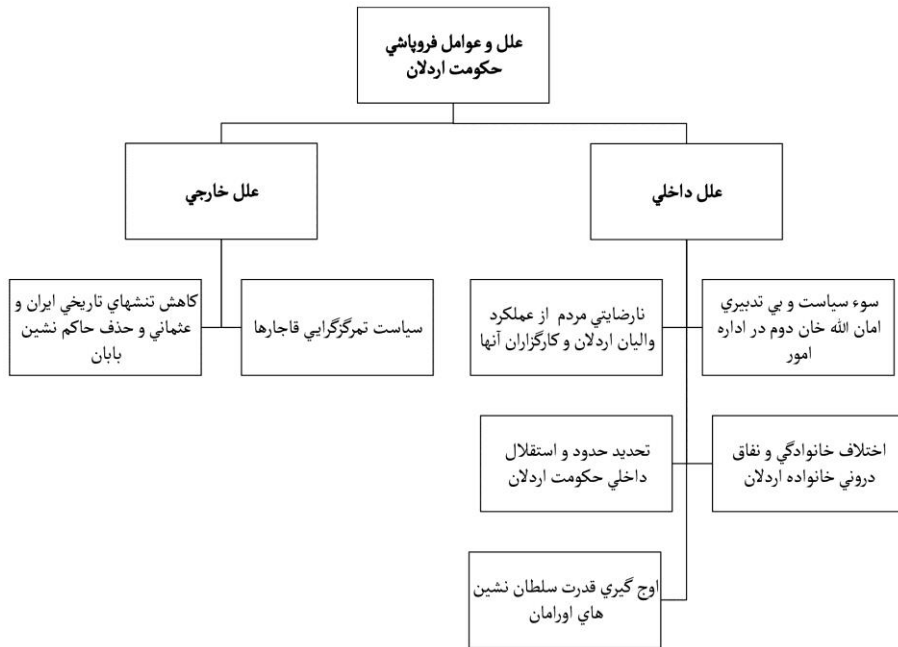 علل و عوامل فروپاشي
حکومت اردلان
علل داخلي
علل خارجي
سوء سياست و بي تدبيري
امان الله خان دوم در اداره
امور
نارضايتي مردم از عملکرد
واليان اردلان و کارگزاران آنها
سياست تمرگزگرايي قاجارها
کاهش تنشهاي تاريخي ايران و
عثماني و حذف حاکم نشين
بابان
اختلاف خانوادگي و نفاق
دروني خانواده اردلان
تحديد حدود و استقلال
داخلي حکومت اردلان
اوج گيري قدرت سلطان نشين
هاي اورامان